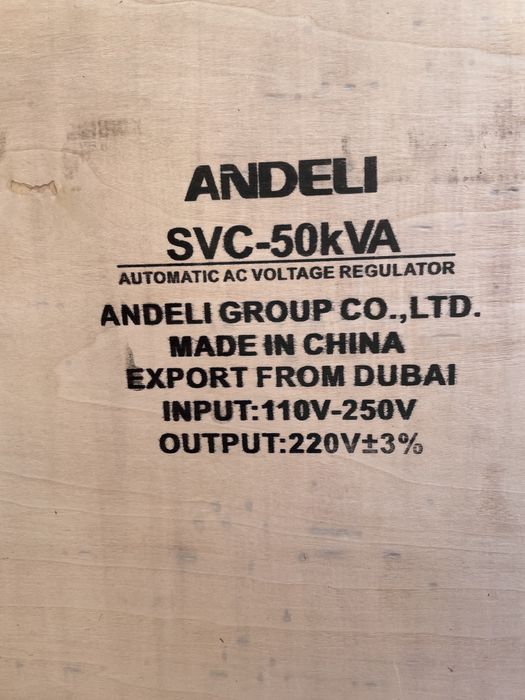 ANDELI
SVC-50kVA
AUTOMATIC AC VOLTAGE REGULATOR
ANDELI GROUP CO.,LTD.
MADE IN CHINA
EXPORT FROM DUBAI
INPUT:110V-250V
OUTPUT:220V±3%